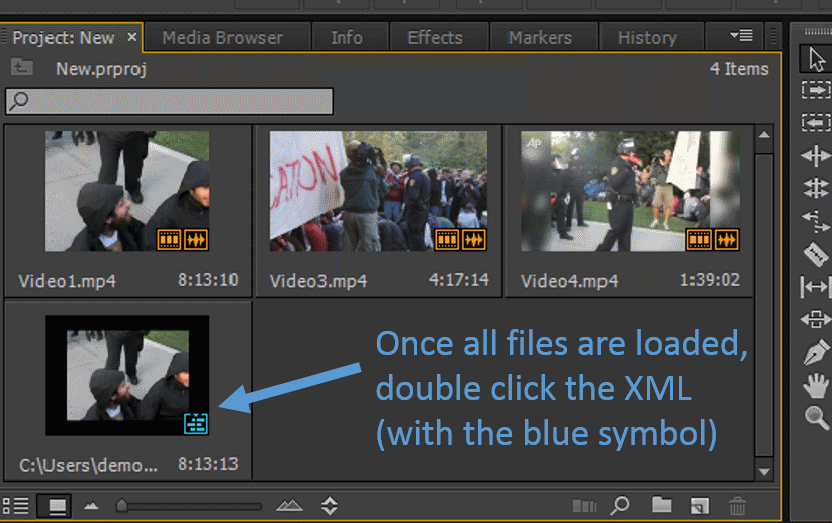 Project: New × Media Browser Info Effects Markers History
New.prproj 4 Items
CATION
AP
Video1.mp4 8:13:10 Video3.mp4 4:17:14 Video4.mp4 1:39:02
Once all files are loaded,
double click the XML
(with the blue symbol)
C:\Users\demo... 8:13:13